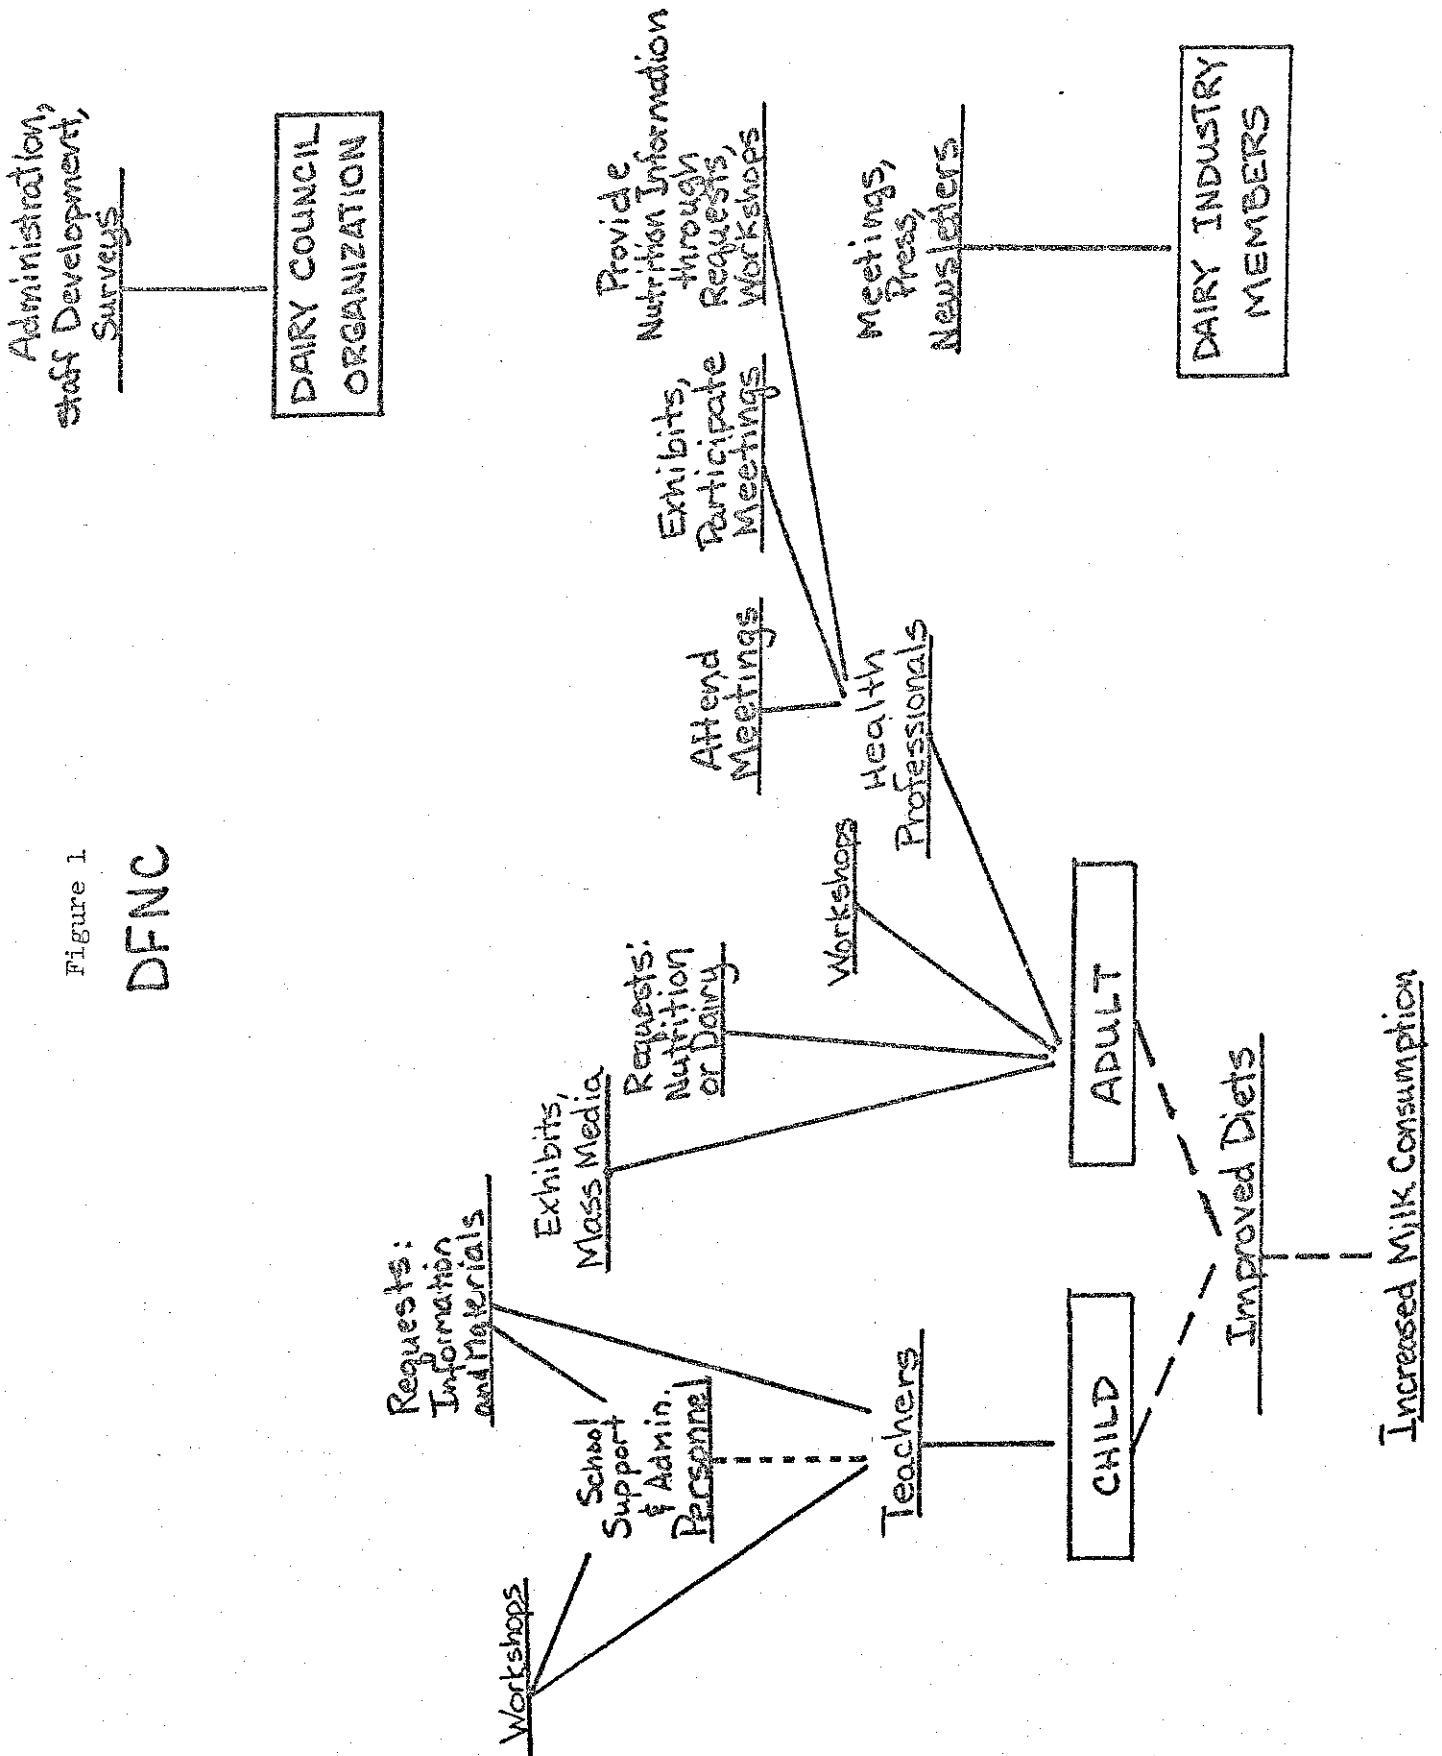 Figure 1
DFNC
Administration,
Staff Development,
Surveys
DAIRY COUNCIL
ORGANIZATION
Requests:
Information
and Materials
Workshops
School
Support
& Admin.
Personnel
Teachers
CHILD
Exhibits,
Mass Media
Requests:
Nutrition
or Dairy
Workshops
Attend
Meetings
Exhibits,
Participate
Meetings
Provide
Nutrition Information
through
Requests,
Workshops
Health
Professionals
ADULT
Meetings,
Press,
Newsletters
DAIRY INDUSTRY
MEMBERS
Improved Diets
Increased Milk Consumption